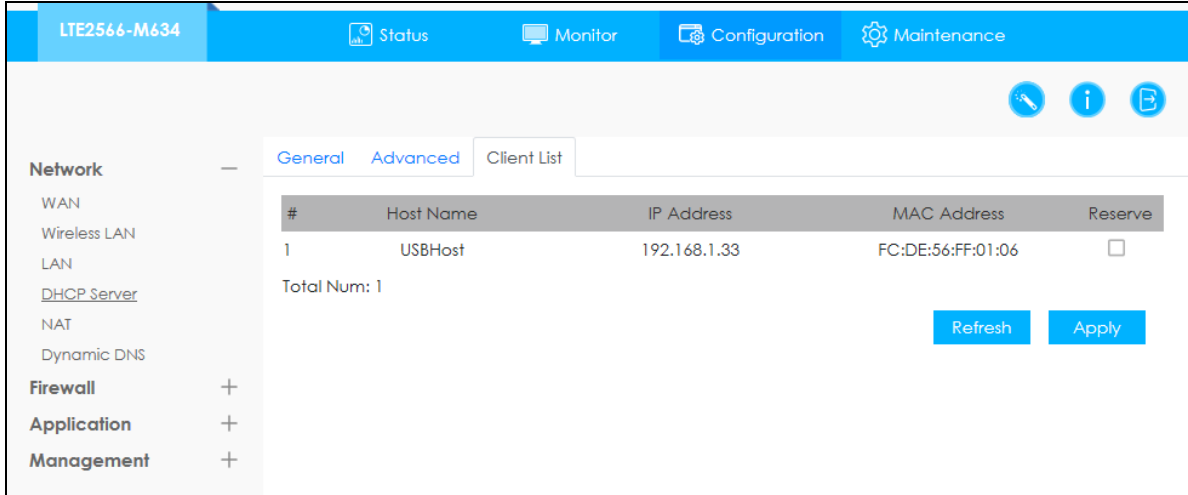 LTE2566-M634 Status Monitor Configuration Maintenance
Network
WAN
Wireless LAN
LAN
DHCP Server
NAT
Dynamic DNS
Firewall
Application
Management
General Advanced Client List
# Host Name IP Address MAC Address Reserve
1 USBHost 192.168.1.33 FC:DE:56:FF:01:06
Total Num: 1
Refresh Apply